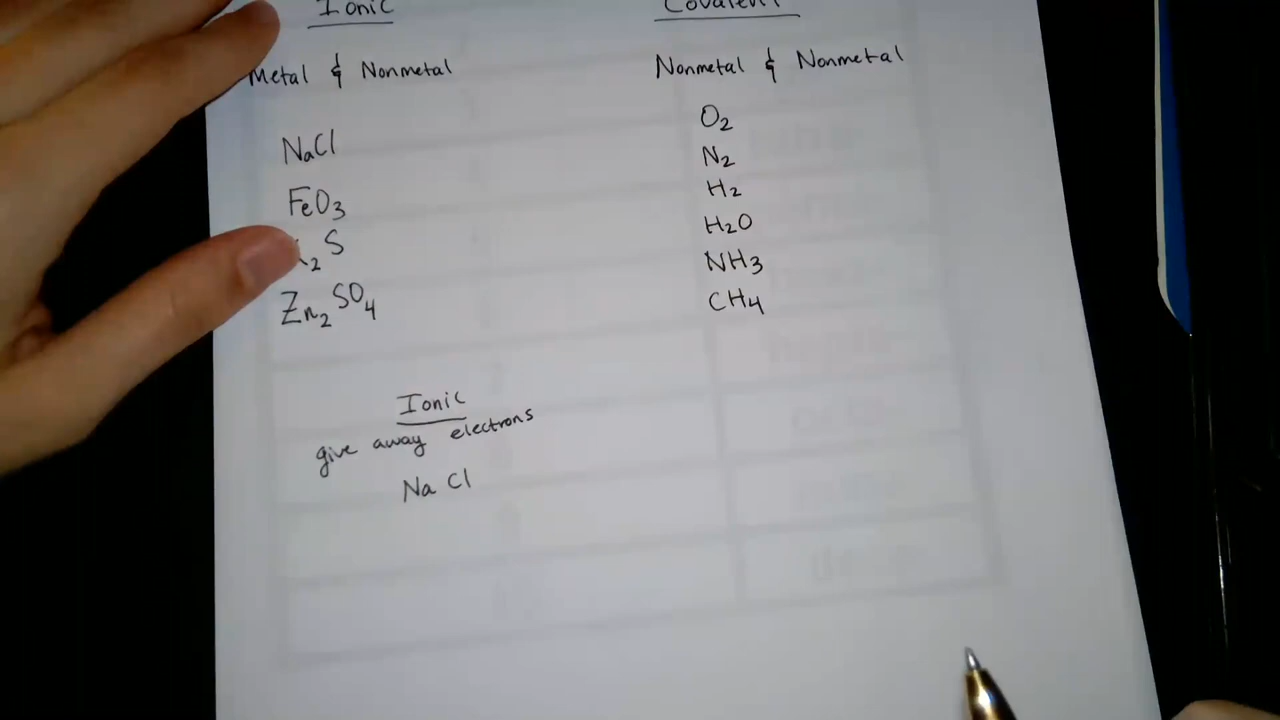 Ionic
Covalent
Metal & Nonmetal
Nonmetal & Nonmetal
NaCl
FeO3
2S
Zn2SO4
O2
N2
H2
H2O
NH3
CH4
Ionic
give away electrons
Na Cl